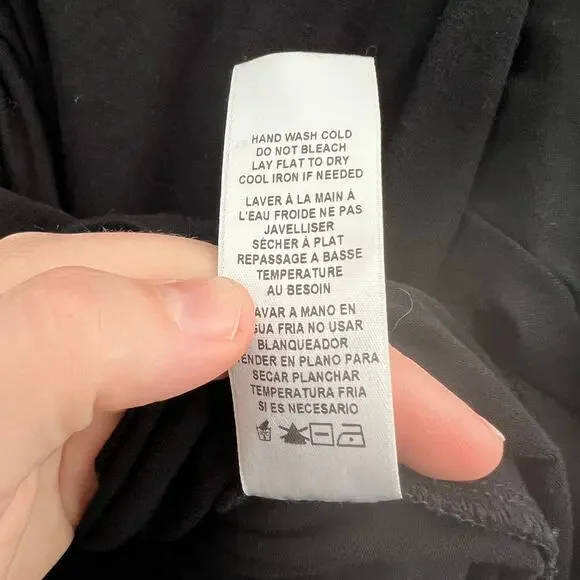 HAND WASH COLD
DO NOT BLEACH
LAY FLAT TO DRY
COOL IRON IF NEEDED
LAVER À LA MAIN À
L'EAU FROIDE NE PAS
JAVELLISER
SÉCHER À PLAT
REPASSAGE A BASSE
TEMPERATURE
AU BESOIN
AVAR A MANO EN
GUA FRIA NO USAR
BLANQUEADOR
ENDER EN PLANO PARA
SECAR PLANCHAR
TEMPERATURA FRIA
SI ES NECESARIO